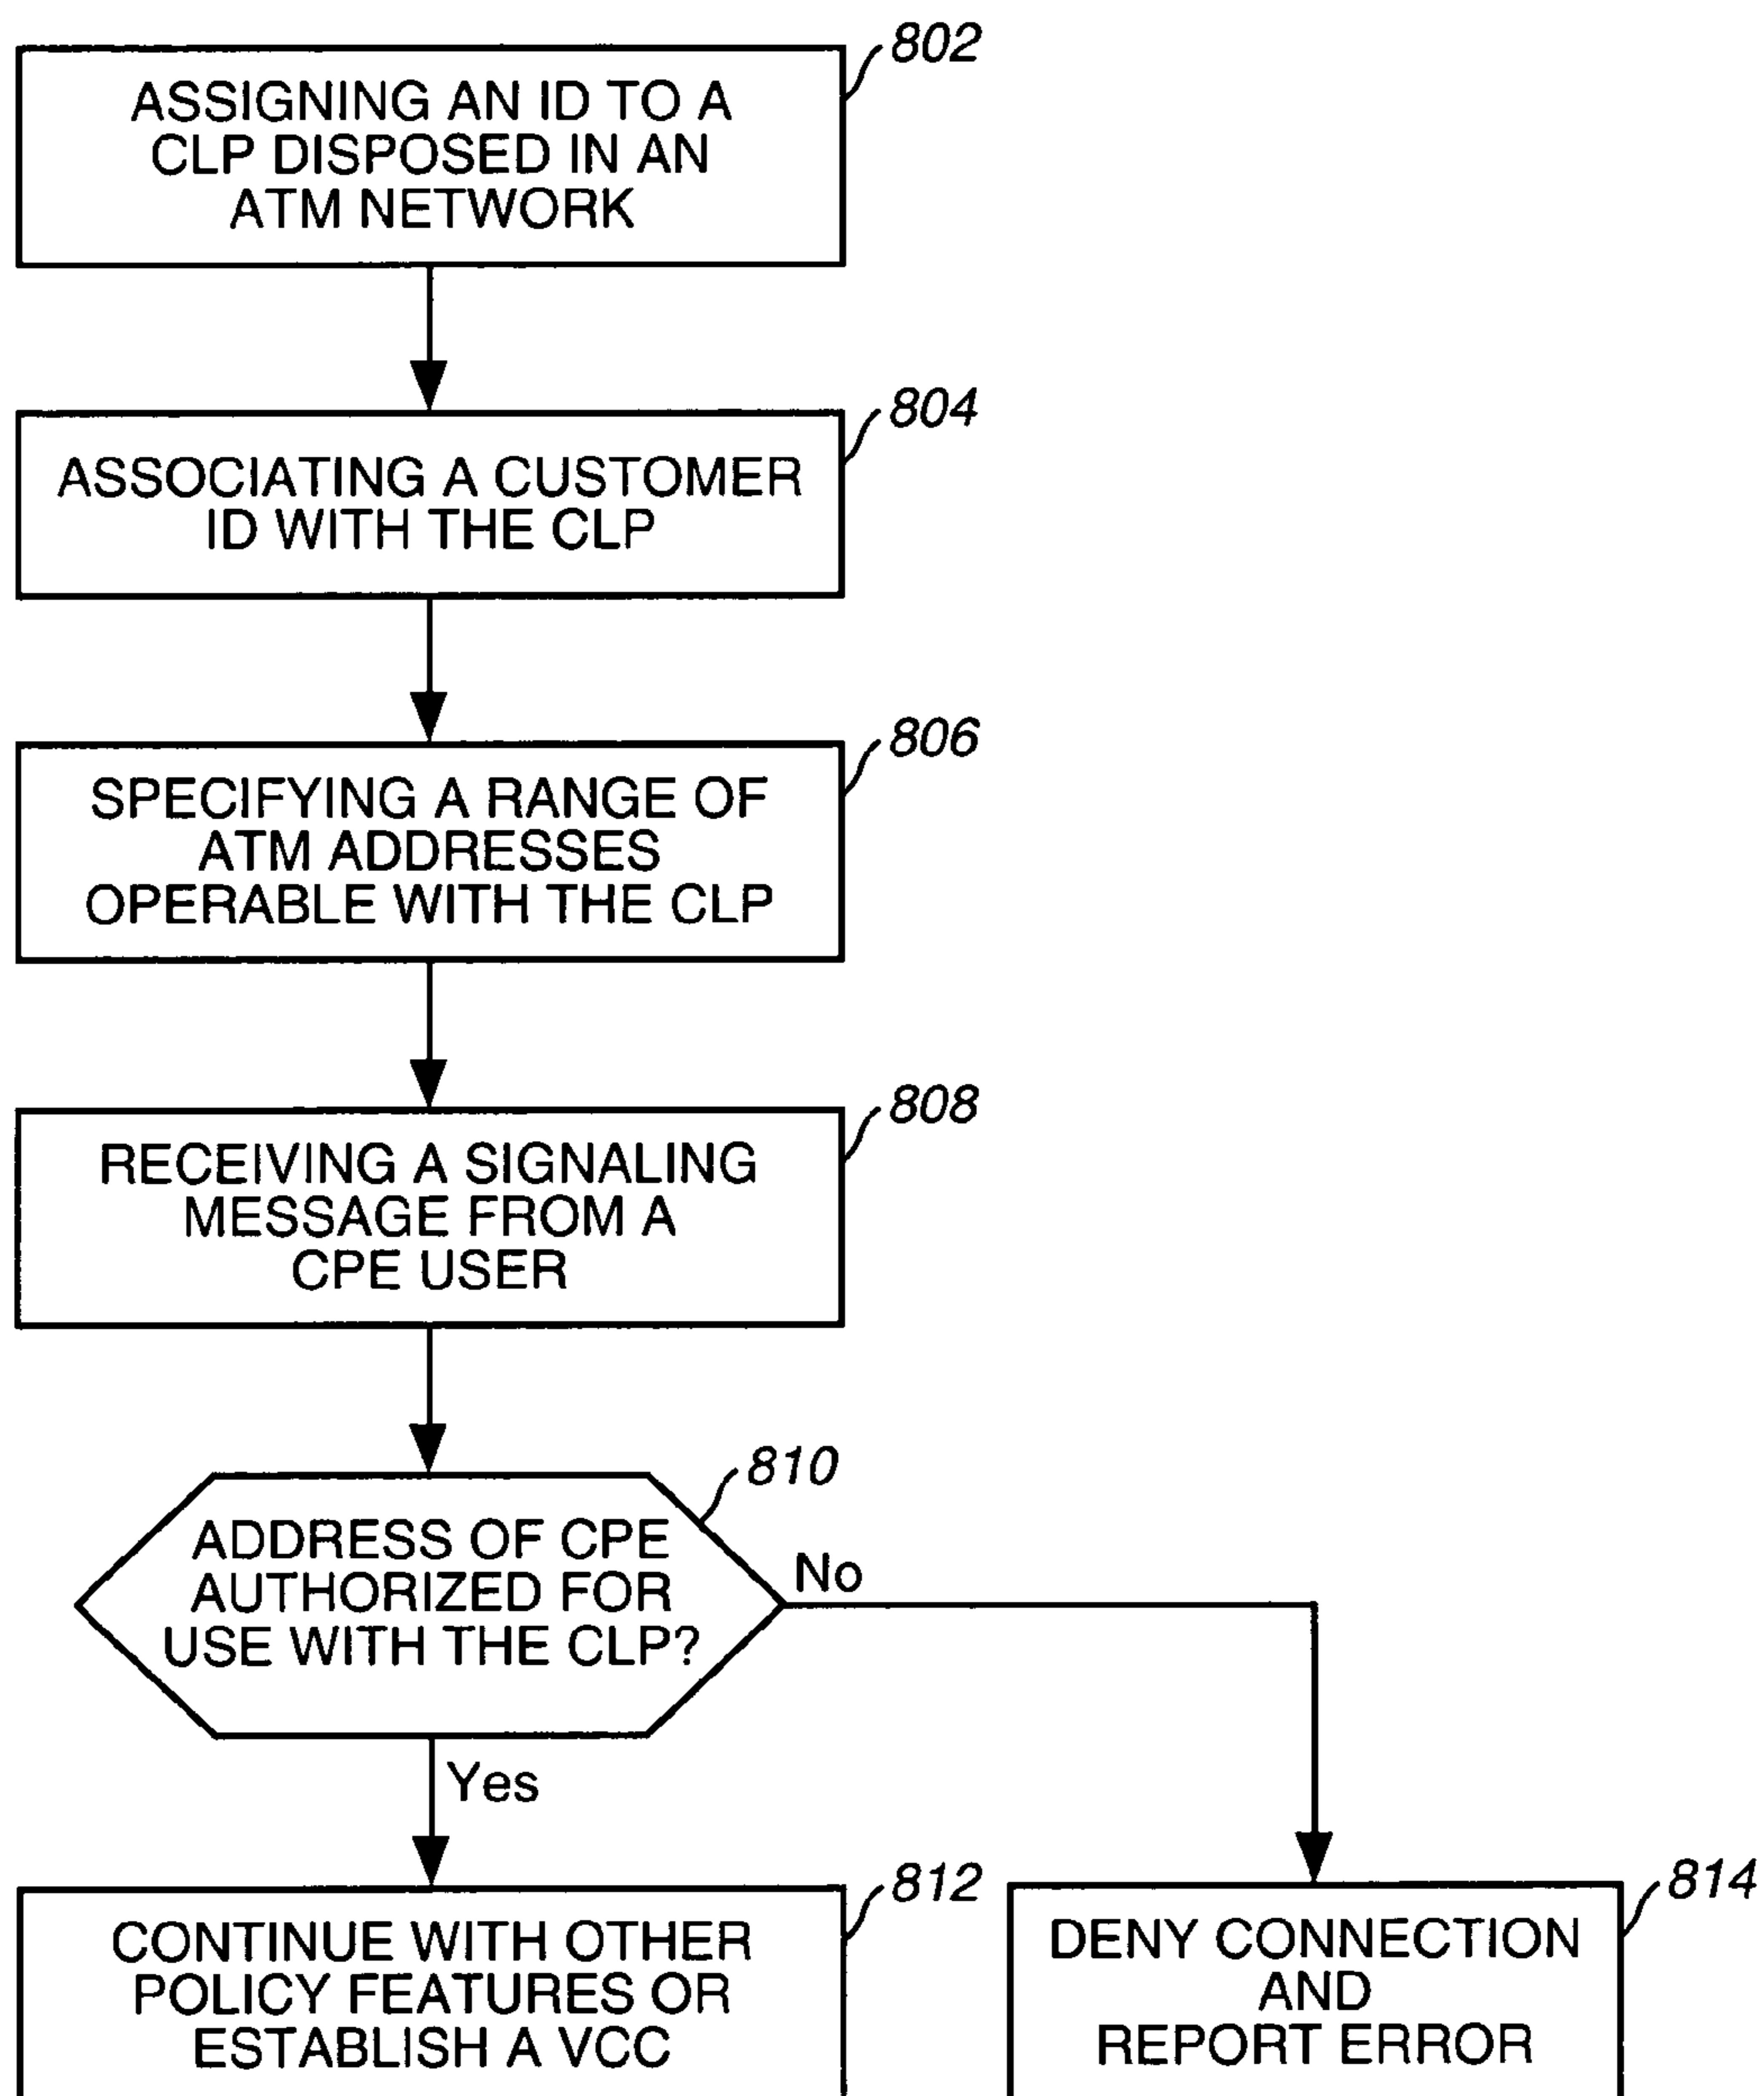 802
ASSIGNING AN ID TO A
CLP DISPOSED IN AN
ATM NETWORK
804
ASSOCIATING A CUSTOMER
ID WITH THE CLP
806
SPECIFYING A RANGE OF
ATM ADDRESSES
OPERABLE WITH THE CLP
808
RECEIVING A SIGNALING
MESSAGE FROM A
CPE USER
810
ADDRESS OF CPE
AUTHORIZED FOR
USE WITH THE CLP?
No
Yes
812
CONTINUE WITH OTHER
POLICY FEATURES OR
ESTABLISH A VCC
814
DENY CONNECTION
AND
REPORT ERROR